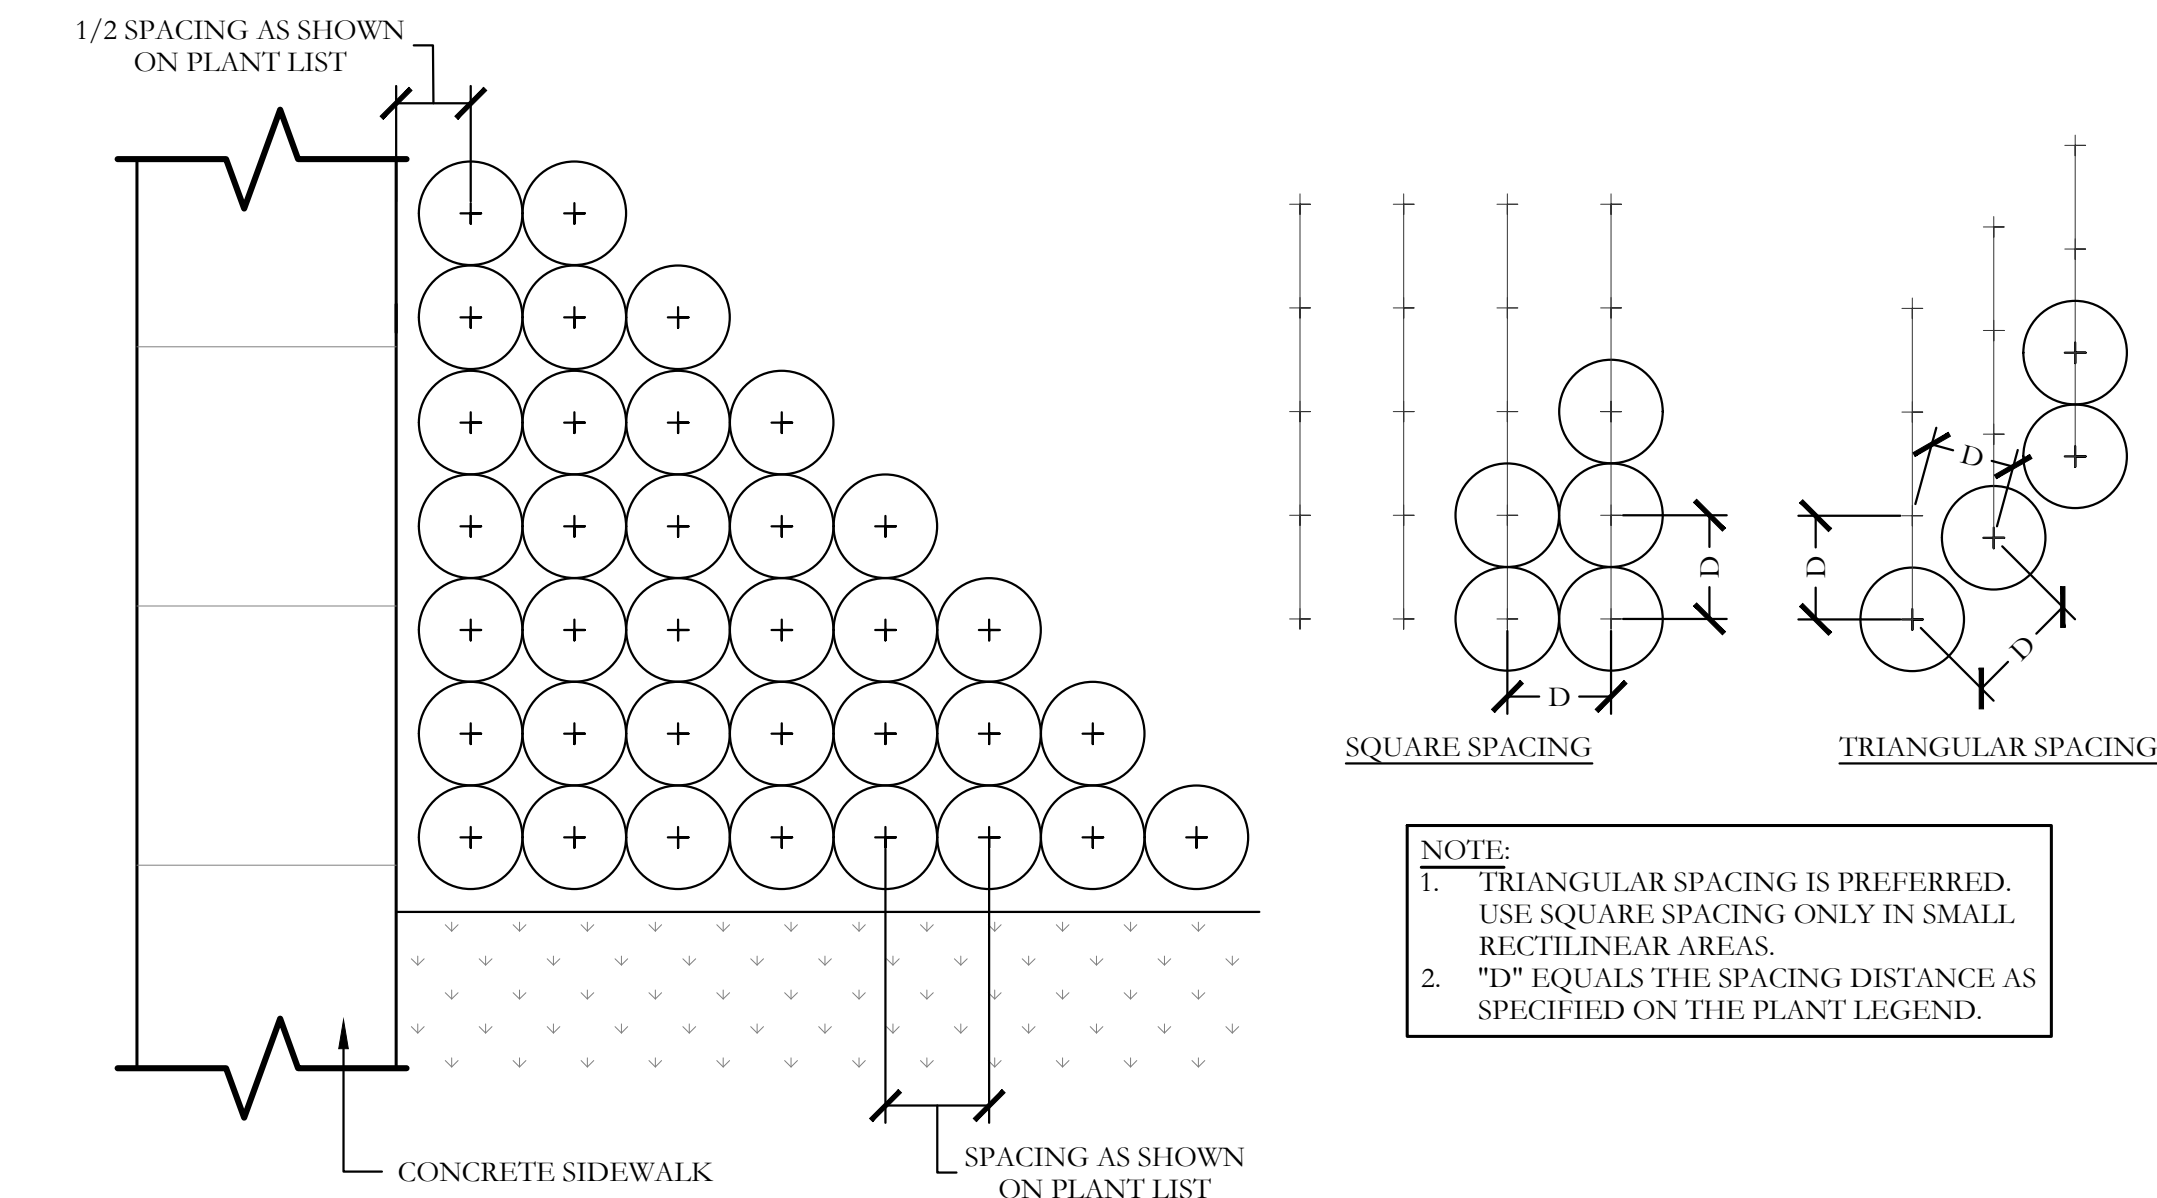 1/2 SPACING AS SHOWN
ON PLANT LIST
D
D
D
D
D
SQUARE SPACING
TRIANGULAR SPACING
NOTE:
1. TRIANGULAR SPACING IS PREFERRED.
USE SQUARE SPACING ONLY IN SMALL
RECTILINEAR AREAS.
2. "D" EQUALS THE SPACING DISTANCE AS
SPECIFIED ON THE PLANT LEGEND.
CONCRETE SIDEWALK
SPACING AS SHOWN
ON PLANT LIST